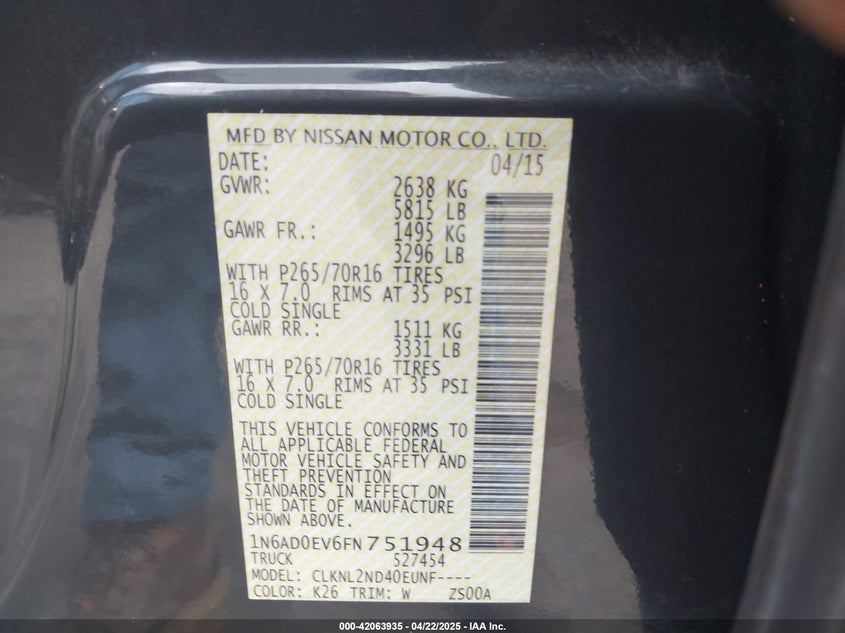 MFD BY NISSAN MOTOR CO., LTD.
DATE: 04/15
GVWR: 2638 KG
5815 LB
GAWR FR.: 1495 KG
3296 LB
WITH P265/70R16 TIRES
16 X 7.0 RIMS AT 35 PSI
COLD SINGLE
GAWR RR.: 1511 KG
3331 LB
WITH P265/70R16 TIRES
16 X 7.0 RIMS AT 35 PSI
COLD SINGLE
THIS VEHICLE CONFORMS TO
ALL APPLICABLE FEDERAL
MOTOR VEHICLE SAFETY AND
THEFT PREVENTION
STANDARDS IN EFFECT ON
THE DATE OF MANUFACTURE
SHOWN ABOVE.
1N6AD0EV6FN751948
TRUCK 527454
MODEL: CLKNL2ND40EUNF----
COLOR: K26 TRIM: W ZS00A
000-42063935 - 04/22/2025 - IAA Inc.